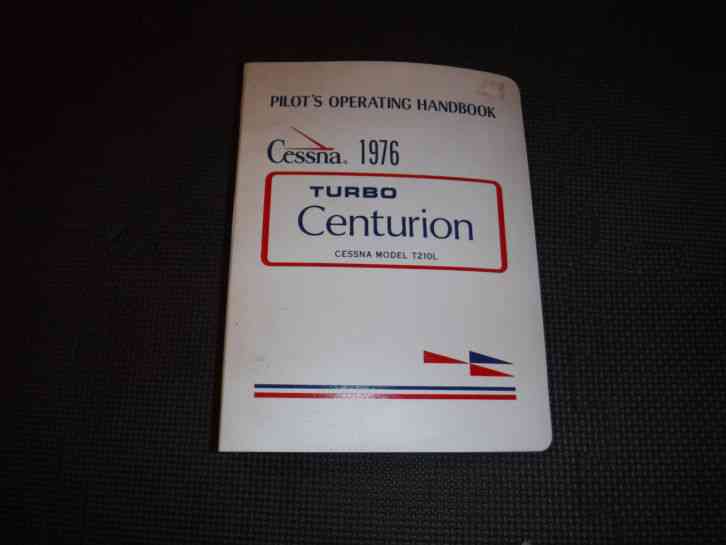 PILOT'S OPERATING HANDBOOK
Cessna® 1976
TURBO
Centurion
CESSNA MODEL T210L